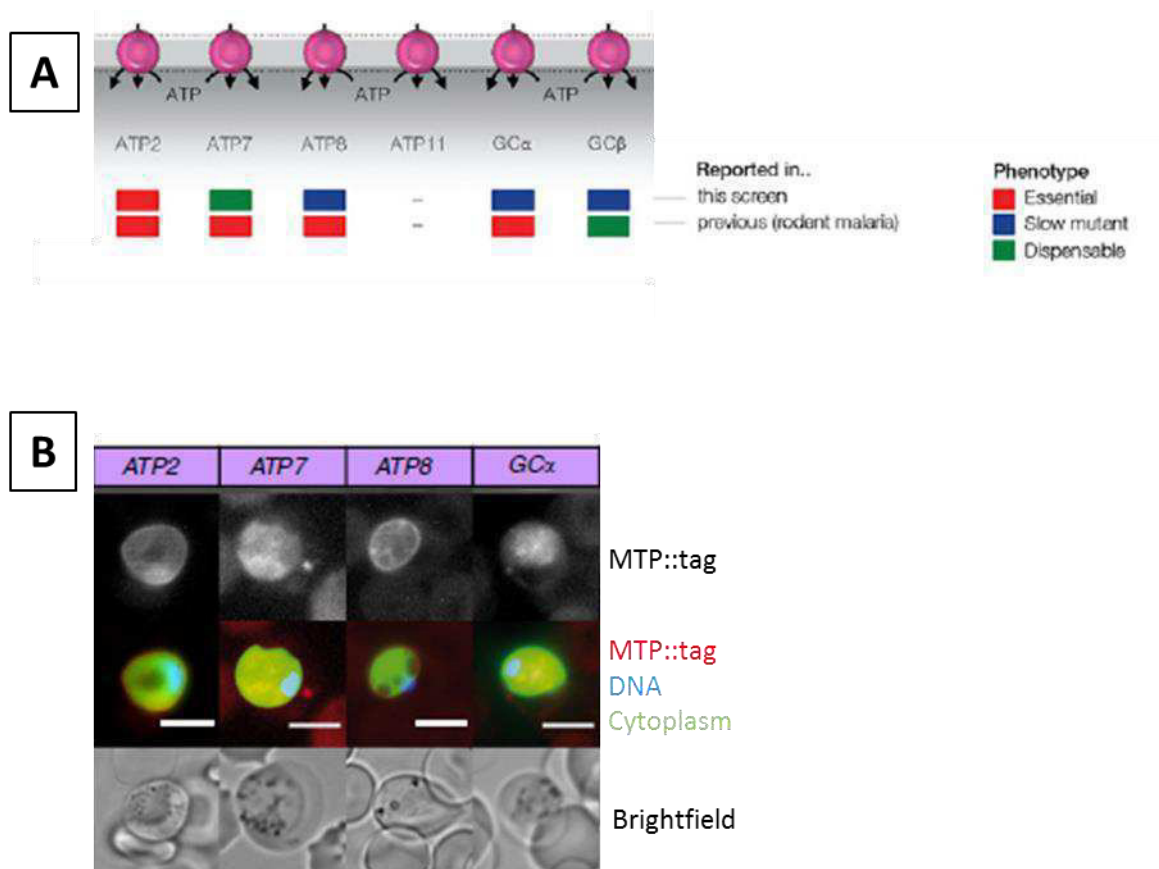 A
ATP ATP ATP
ATP2 ATP7 ATP8 ATP11 GCα GCβ
Reported in..
this screen
previous (rodent malaria)
Phenotype
Essential
Slow mutant
Dispensable
B
ATP2 ATP7 ATP8 GCα
MTP::tag
MTP::tag
DNA
Cytoplasm
Brightfield